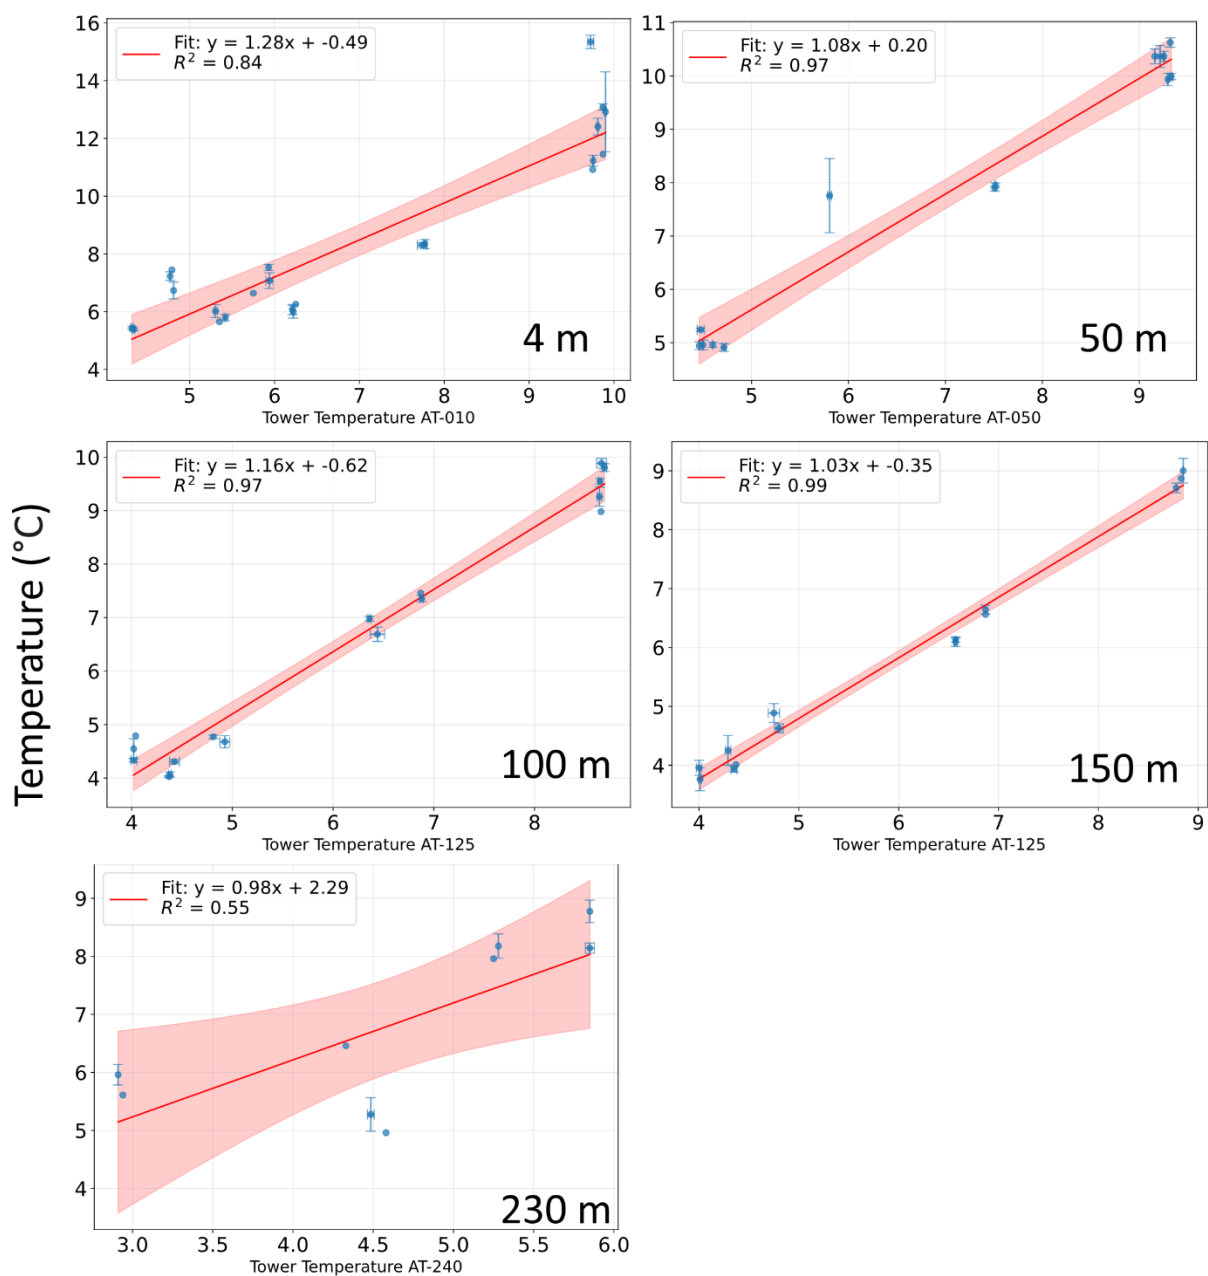 Temperature (°C)
Fit: y = 1.28x + -0.49
R² = 0.84
16
14
12
10
8
6
4
4 m
5 6 7 8 9 10
Tower Temperature AT-010
Fit: y = 1.08x + 0.20
R² = 0.97
11
10
9
8
7
6
5
50 m
5 6 7 8 9
Tower Temperature AT-050
Fit: y = 1.16x + -0.62
R² = 0.97
10
9
8
7
6
5
4
100 m
4 5 6 7 8
Tower Temperature AT-125
Fit: y = 1.03x + -0.35
R² = 0.99
9
8
7
6
5
4
150 m
4 5 6 7 8 9
Tower Temperature AT-125
Fit: y = 0.98x + 2.29
R² = 0.55
9
8
7
6
5
4
230 m
3.0 3.5 4.0 4.5 5.0 5.5 6.0
Tower Temperature AT-240